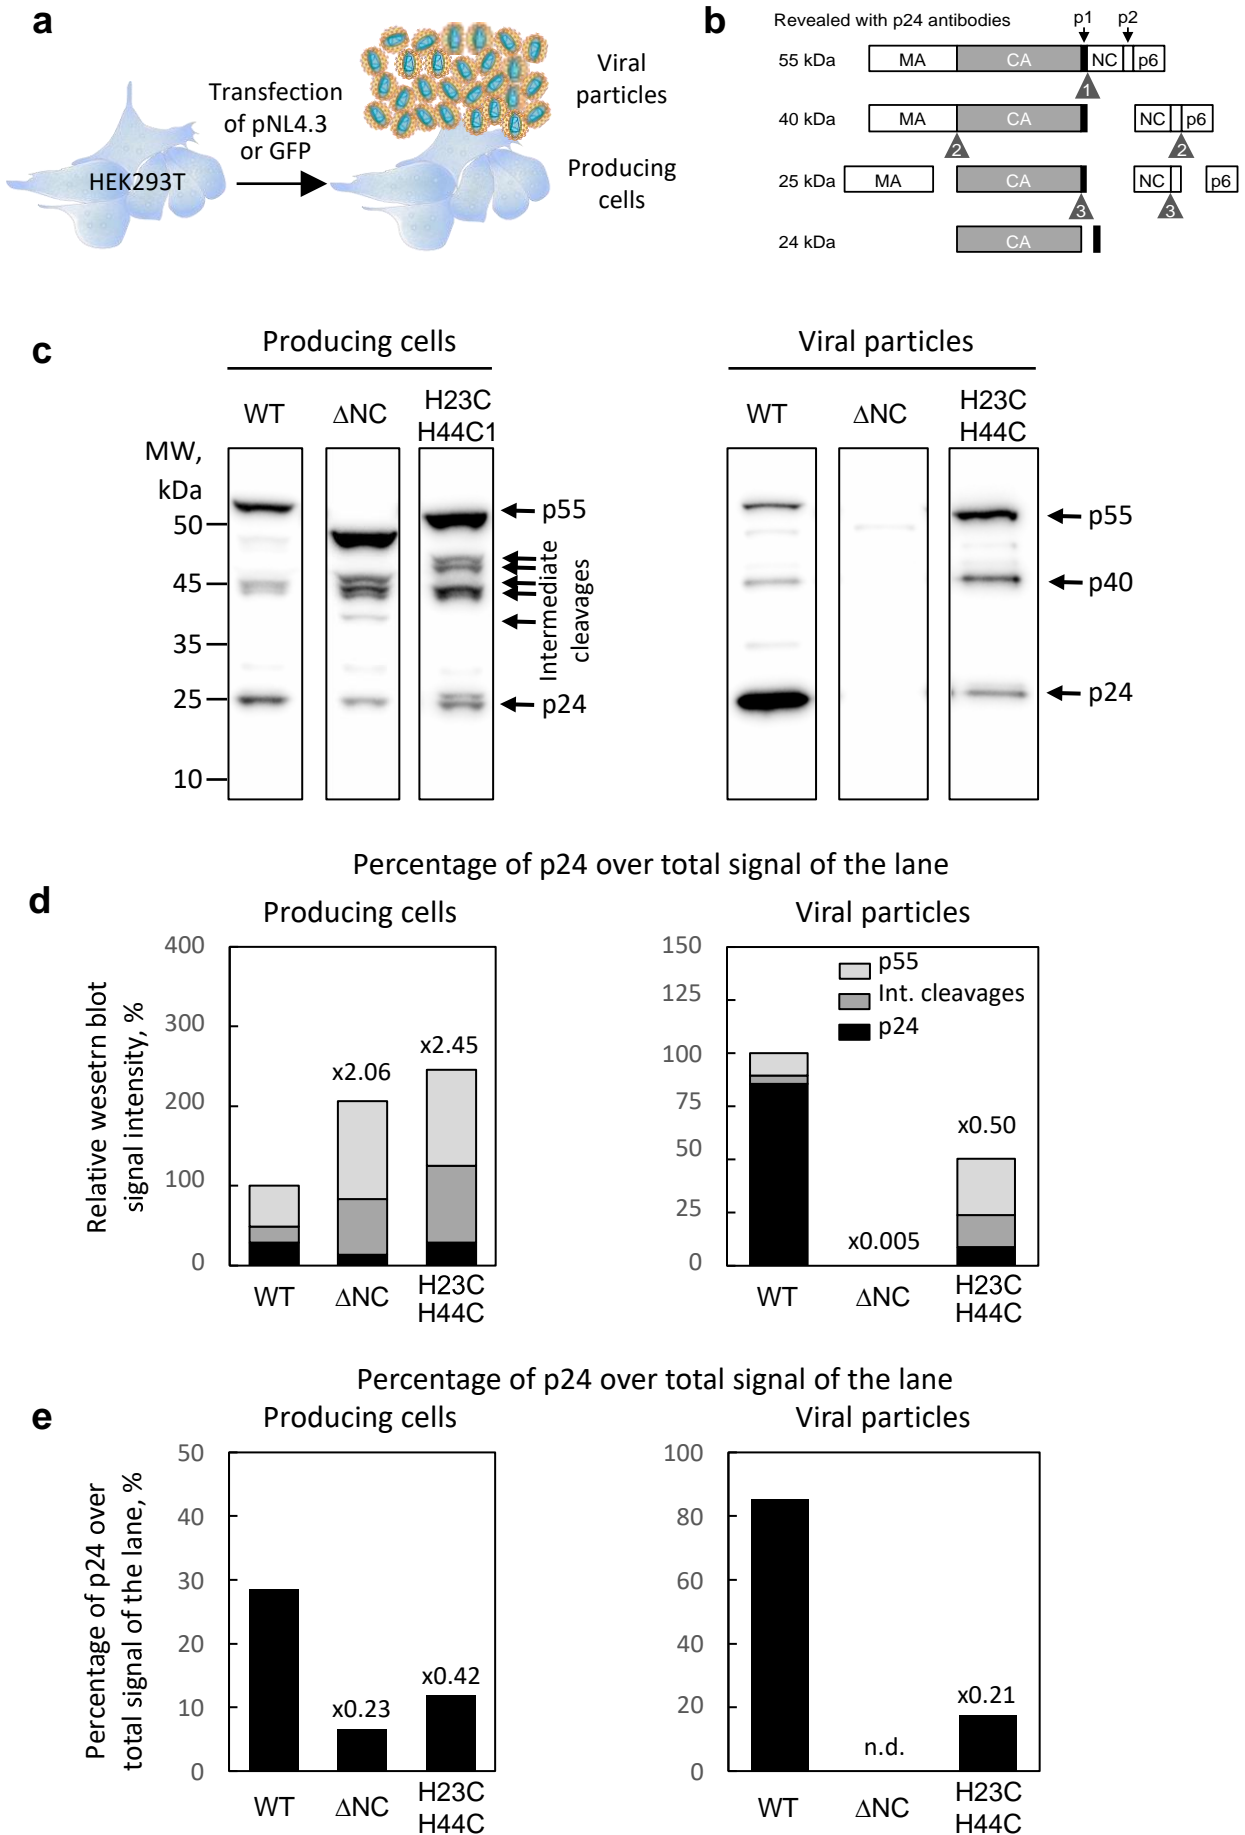 a
Transfection
of pNL4.3
or GFP
HEK293T
Viral
particles
Producing
cells
b
Revealed with p24 antibodies
p1
p2
55 kDa
MA
CA
NC
p6
1
40 kDa
MA
CA
NC
p6
2
2
25 kDa
MA
CA
NC
p6
3
3
24 kDa
CA
c
Producing cells
WT
ΔNC
H23C
H44C1
MW,
kDa
50
45
35
25
10
p55
Intermediate
cleavages
p24
Viral particles
WT
ΔNC
H23C
H44C
p55
p40
p24
Percentage of p24 over total signal of the lane
d
Producing cells
Relative wesetrn blot
signal intensity, %
400
300
200
100
0
x2.06
x2.45
WT
ΔNC
H23C
H44C
Viral particles
150
125
100
75
50
25
0
p55
Int. cleavages
p24
x0.005
x0.50
WT
ΔNC
H23C
H44C
Percentage of p24 over total signal of the lane
e
Producing cells
Percentage of p24 over
total signal of the lane, %
50
40
30
20
10
0
x0.23
x0.42
WT
ΔNC
H23C
H44C
Viral particles
100
80
60
40
20
0
n.d.
x0.21
WT
ΔNC
H23C
H44C